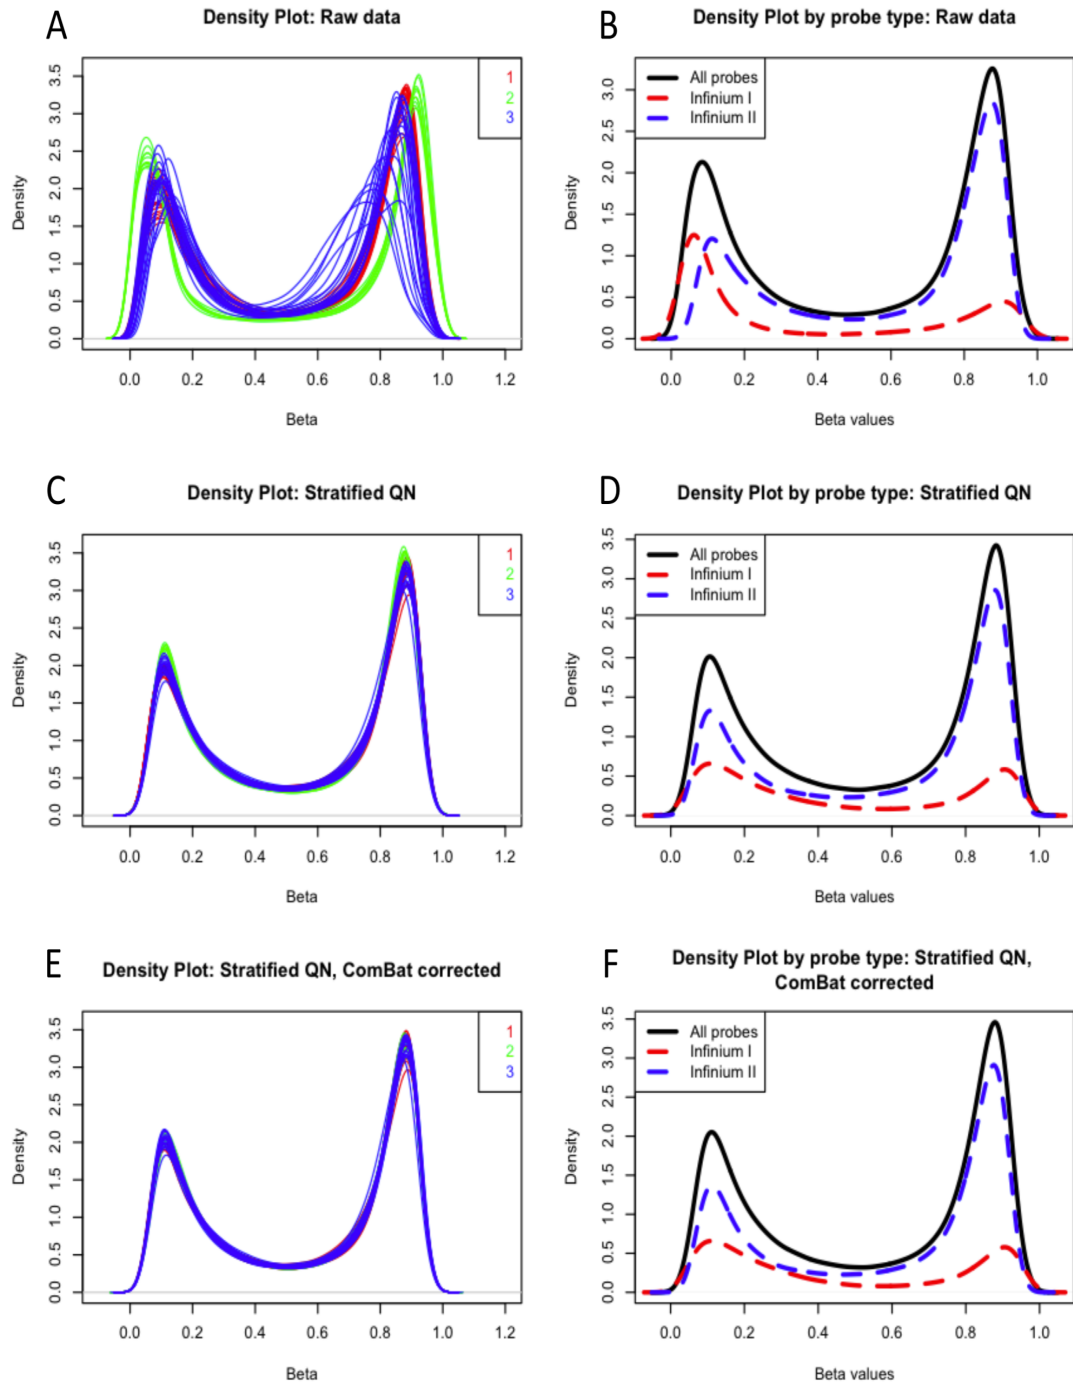 A
Density Plot: Raw data
1
2
3
3.5
3.0
2.5
2.0
1.5
1.0
0.5
0.0
Density
0.0 0.2 0.4 0.6 0.8 1.0 1.2
Beta
B
Density Plot by probe type: Raw data
All probes
Infinium I
Infinium II
3.0
2.5
2.0
1.5
1.0
0.5
0.0
Density
0.0 0.2 0.4 0.6 0.8 1.0
Beta values
C
Density Plot: Stratified QN
1
2
3
3.5
3.0
2.5
2.0
1.5
1.0
0.5
0.0
Density
0.0 0.2 0.4 0.6 0.8 1.0 1.2
Beta
D
Density Plot by probe type: Stratified QN
All probes
Infinium I
Infinium II
3.5
3.0
2.5
2.0
1.5
1.0
0.5
0.0
Density
0.0 0.2 0.4 0.6 0.8 1.0
Beta values
E
Density Plot: Stratified QN, ComBat corrected
1
2
3
3.5
3.0
2.5
2.0
1.5
1.0
0.5
0.0
Density
0.0 0.2 0.4 0.6 0.8 1.0 1.2
Beta
F
Density Plot by probe type: Stratified QN,
ComBat corrected
All probes
Infinium I
Infinium II
3.5
3.0
2.5
2.0
1.5
1.0
0.5
0.0
Density
0.0 0.2 0.4 0.6 0.8 1.0
Beta values